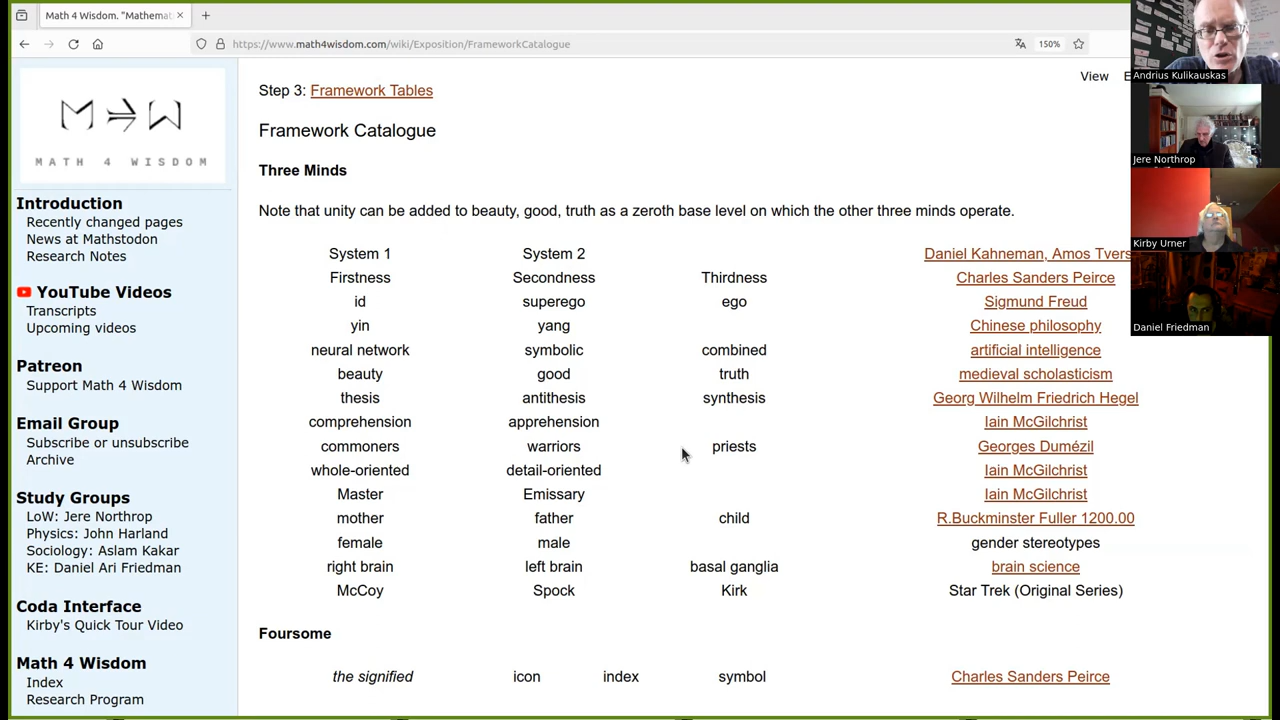 Math 4 Wisdom. "Mathemat
https://www.math4wisdom.com/wiki/Exposition/FrameworkCatalogue
150%
View
MATH 4 WISDOM
Introduction
Recently changed pages
News at Mathstodon
Research Notes
YouTube Videos
Transcripts
Upcoming videos
Patreon
Support Math 4 Wisdom
Email Group
Subscribe or unsubscribe
Archive
Study Groups
LoW: Jere Northrop
Physics: John Harland
Sociology: Aslam Kakar
KE: Daniel Ari Friedman
Coda Interface
Kirby's Quick Tour Video
Math 4 Wisdom
Index
Research Program
Step 3: Framework Tables
Framework Catalogue
Three Minds
Note that unity can be added to beauty, good, truth as a zeroth base level on which the other three minds operate.
System 1 System 2 Daniel Kahneman, Amos Tvers
Firstness Secondness Thirdness Charles Sanders Peirce
id superego ego Sigmund Freud
yin yang Chinese philosophy
neural network symbolic combined artificial intelligence
beauty good truth medieval scholasticism
thesis antithesis synthesis Georg Wilhelm Friedrich Hegel
comprehension apprehension Iain McGilchrist
commoners warriors priests Georges Dumézil
whole-oriented detail-oriented Iain McGilchrist
Master Emissary Iain McGilchrist
mother father child R.Buckminster Fuller 1200.00
female male gender stereotypes
right brain left brain basal ganglia brain science
McCoy Spock Kirk Star Trek (Original Series)
Foursome
the signified icon index symbol Charles Sanders Peirce
Andrius Kulikauskas
Jere Northrop
Kirby Urner
Daniel Friedman